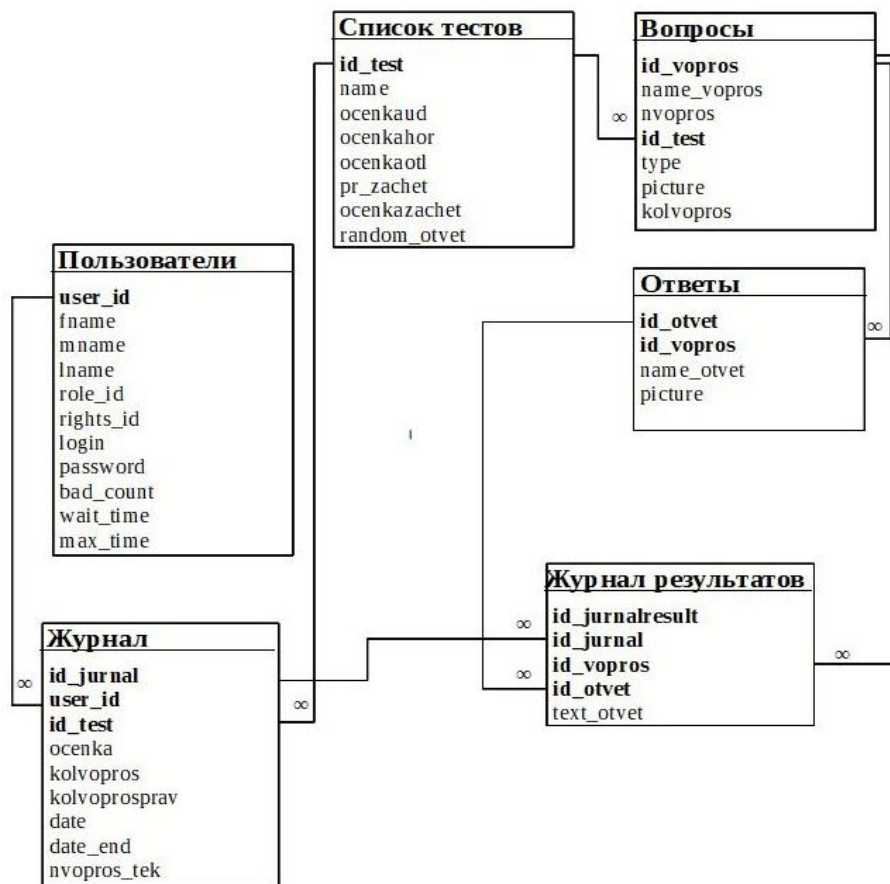 Список тестов
id_test
name
ocenkaud
ocenkahor
ocenkaotl
pr_zachet
ocenkazachet
random_otvet
Вопросы
id_vopros
name_vopros
nvopros
id_test
type
picture
kolvopros
∞
Пользователи
user_id
fname
mname
lname
role_id
rights_id
login
password
bad_count
wait_time
max_time
Ответы
id_otvet
id_vopros
name_otvet
picture
∞
Журнал
id_jurnal
user_id
id_test
ocenka
kolvopros
kolvoprosprav
date
date_end
nvopros_tek
∞
∞
Журнал результатов
id_jurnalresult
id_jurnal
id_vopros
id_otvet
text_otvet
∞
∞
∞